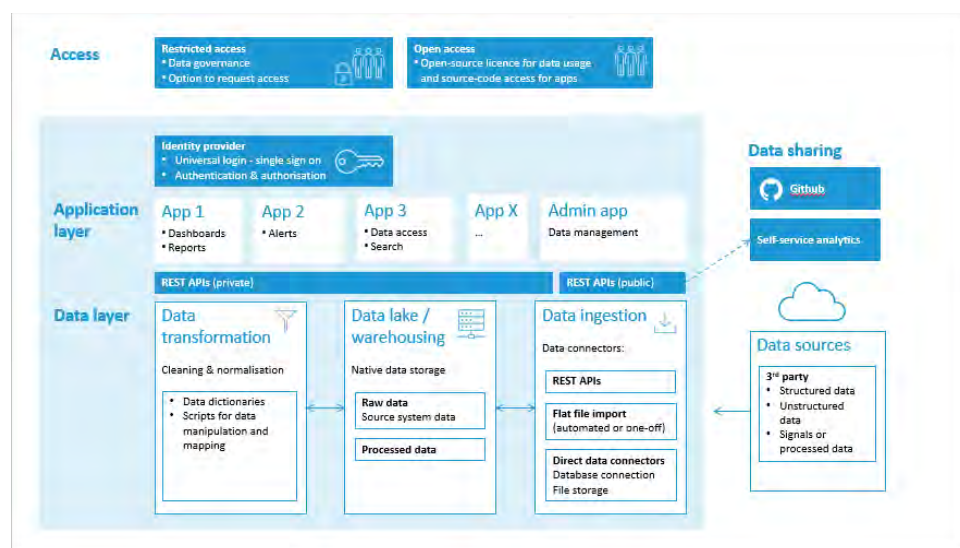 Access
Restricted access
• Data governance
• Option to request access
Open access
• Open-source licence for data usage
and source-code access for apps
Identity provider
• Universal login - single sign on
• Authentication & authorisation
Data sharing
Github
Self-service analytics
Application
layer
App 1
• Dashboards
• Reports
App 2
• Alerts
App 3
• Data access
• Search
App X
...
Admin app
Data management
REST APIs (private)
REST APIs (public)
Data layer
Data
transformation
Cleaning & normalisation
• Data dictionaries
• Scripts for data
manipulation and
mapping
Data lake /
warehousing
Native data storage
Raw data
Source system data
Processed data
Data ingestion
Data connectors:
REST APIs
Flat file import
(automated or one-off)
Direct data connectors
Database connection
File storage
Data sources
3rd party
• Structured data
• Unstructured
data
• Signals or
processed data